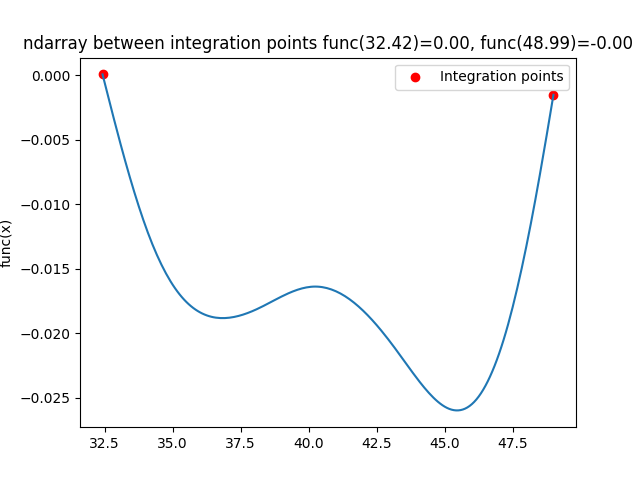 ndarray between integration points func(32.42)=0.00, func(48.99)=-0.00
Integration points
func(x)
0.000
−0.005
−0.010
−0.015
−0.020
−0.025
32.5 35.0 37.5 40.0 42.5 45.0 47.5